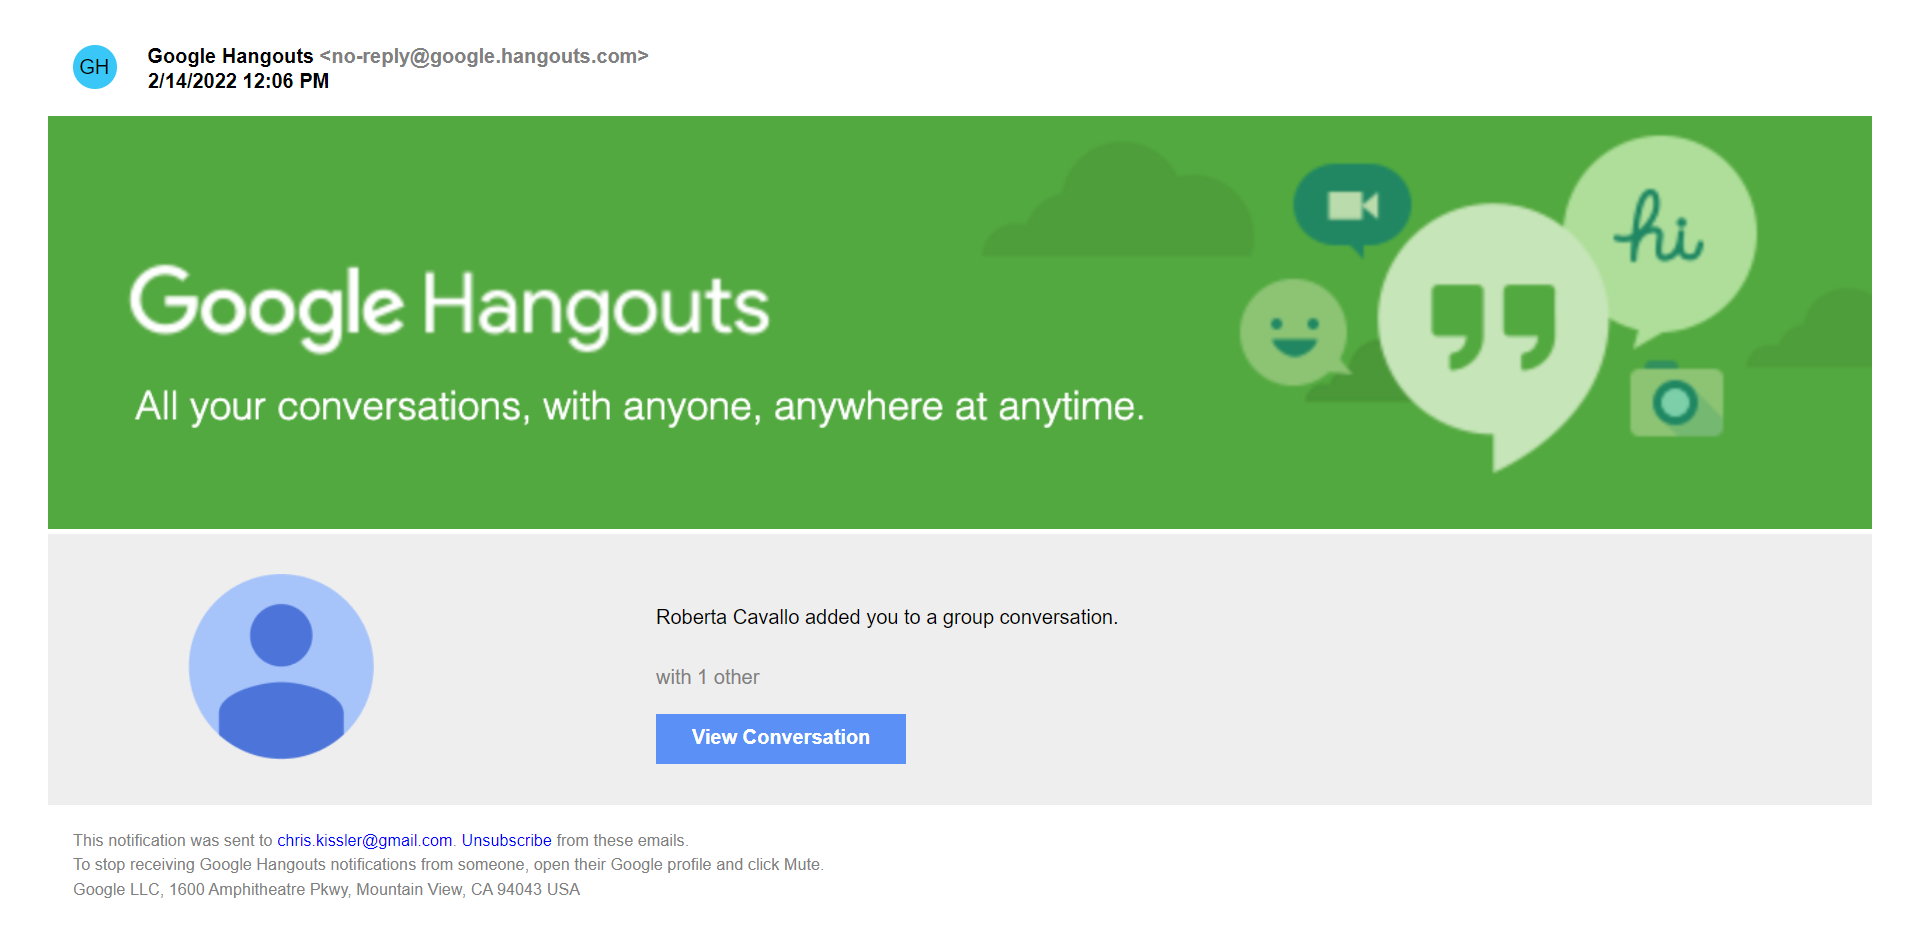 GH
Google Hangouts <no-reply@google.hangouts.com>
2/14/2022 12:06 PM
hi
Google Hangouts
All your conversations, with anyone, anywhere at anytime.
Roberta Cavallo added you to a group conversation.
with 1 other
View Conversation
This notification was sent to chris.kissler@gmail.com. Unsubscribe from these emails.
To stop receiving Google Hangouts notifications from someone, open their Google profile and click Mute.
Google LLC, 1600 Amphitheatre Pkwy, Mountain View, CA 94043 USA